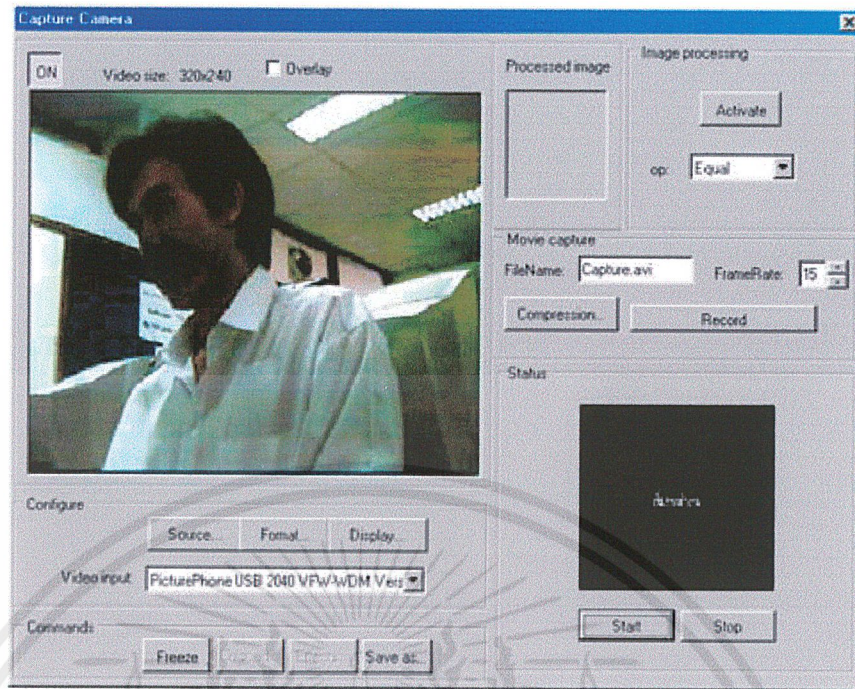 Capture Camera
ON
Video size: 320x240
Overlay
Processed image
Image processing
Activate
op: Equal
Movie capture
FileName: Capture.avi
FrameRate: 15
Compression...
Record
Status
Configure
Source...
Format...
Display...
Video input: PicturePhone USB 2040 VFW-WDM Vers
Start
Stop
Commands
Freeze
Save as...